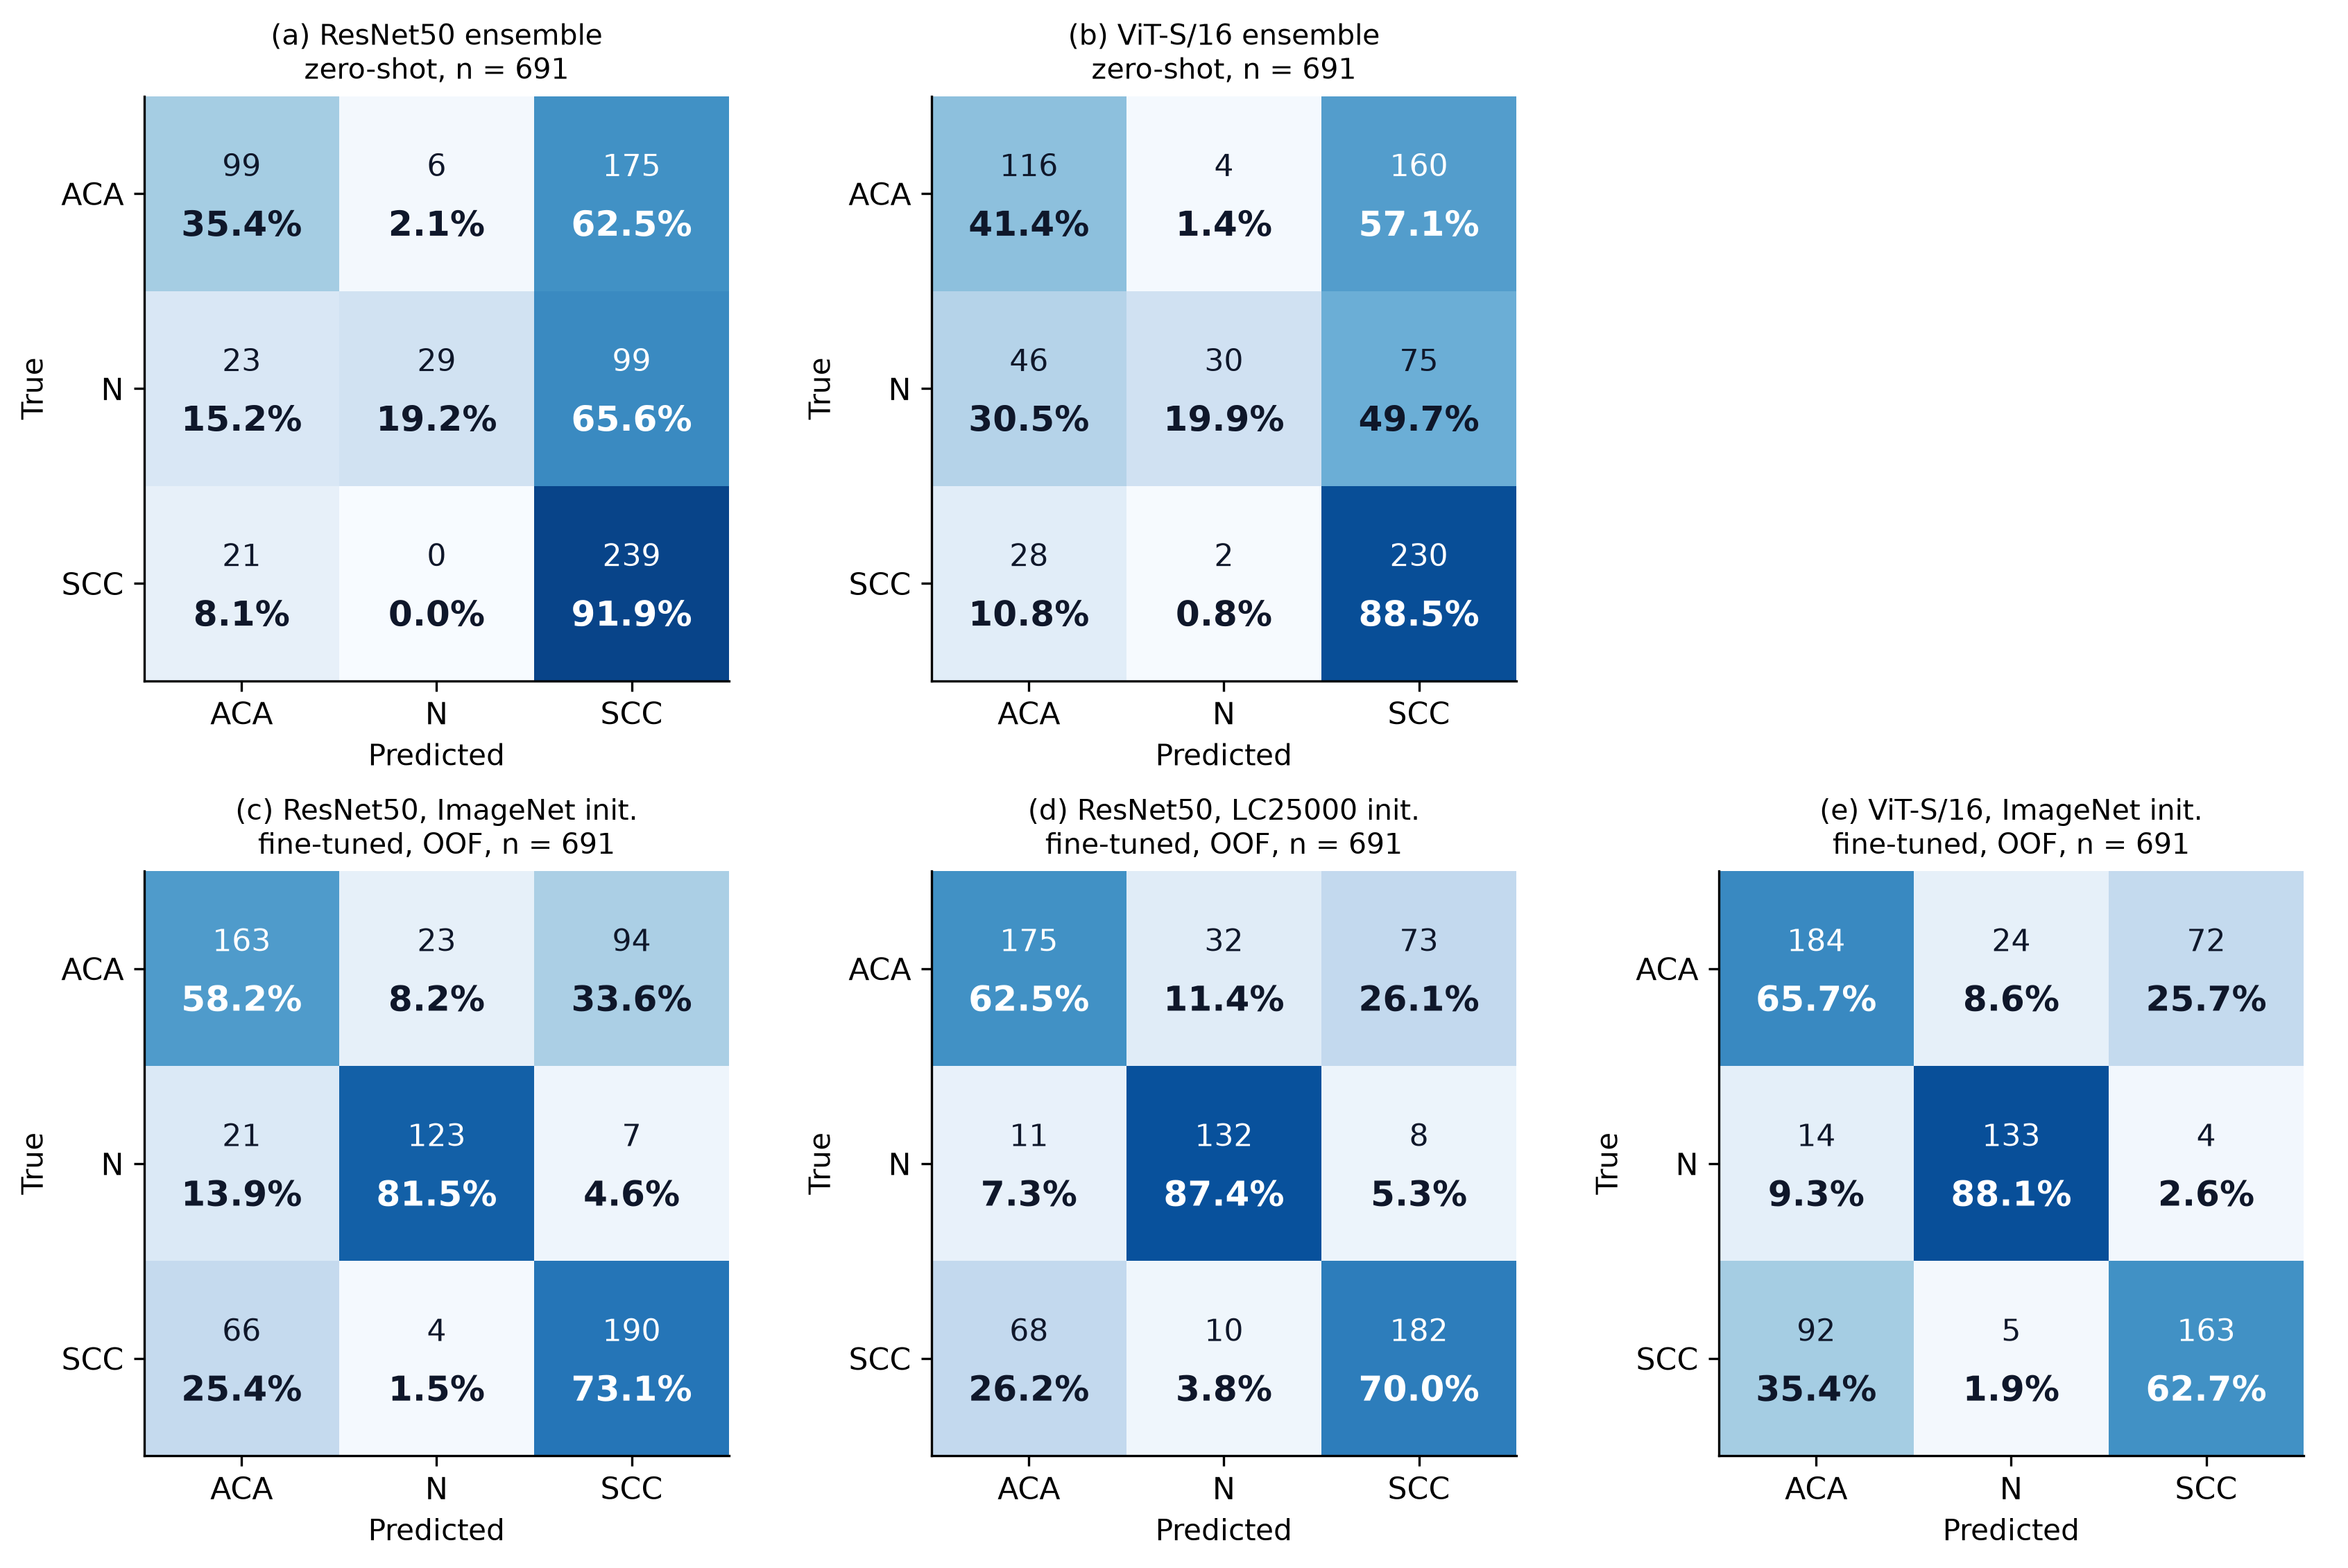 (a) ResNet50 ensemble
zero-shot, n = 691
True
ACA
99
6
175
35.4%
2.1%
62.5%
N
23
29
99
15.2%
19.2%
65.6%
SCC
21
0
239
8.1%
0.0%
91.9%
ACA
N
SCC
Predicted
(b) ViT-S/16 ensemble
zero-shot, n = 691
True
ACA
116
4
160
41.4%
1.4%
57.1%
N
46
30
75
30.5%
19.9%
49.7%
SCC
28
2
230
10.8%
0.8%
88.5%
ACA
N
SCC
Predicted
(c) ResNet50, ImageNet init.
fine-tuned, OOF, n = 691
True
ACA
163
23
94
58.2%
8.2%
33.6%
N
21
123
7
13.9%
81.5%
4.6%
SCC
66
4
190
25.4%
1.5%
73.1%
ACA
N
SCC
Predicted
(d) ResNet50, LC25000 init.
fine-tuned, OOF, n = 691
True
ACA
175
32
73
62.5%
11.4%
26.1%
N
11
132
8
7.3%
87.4%
5.3%
SCC
68
10
182
26.2%
3.8%
70.0%
ACA
N
SCC
Predicted
(e) ViT-S/16, ImageNet init.
fine-tuned, OOF, n = 691
True
ACA
184
24
72
65.7%
8.6%
25.7%
N
14
133
4
9.3%
88.1%
2.6%
SCC
92
5
163
35.4%
1.9%
62.7%
ACA
N
SCC
Predicted